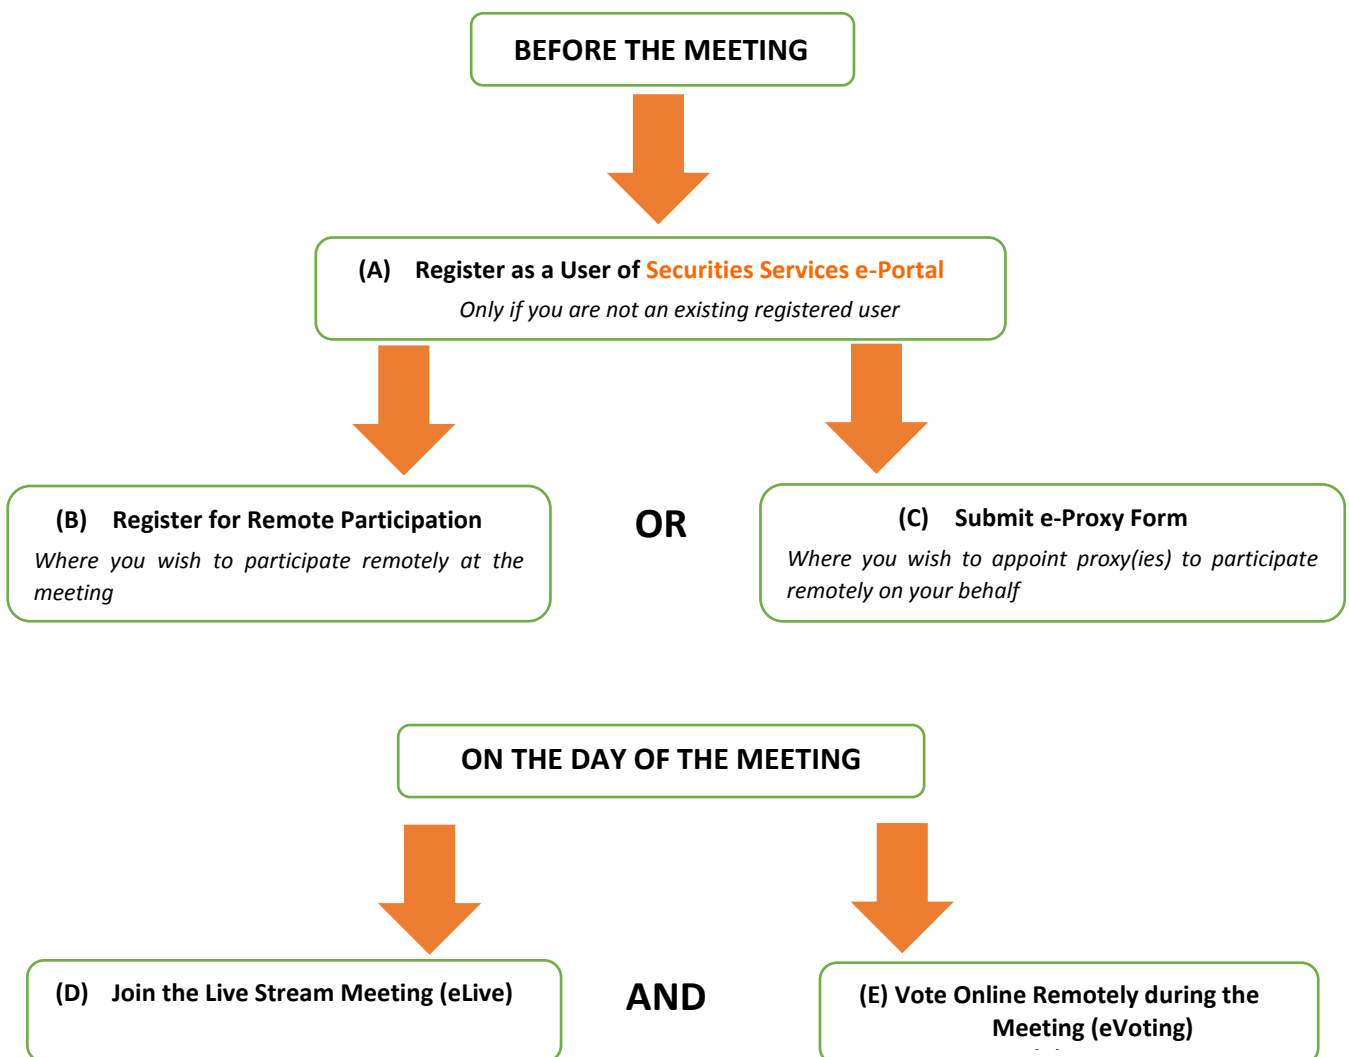 BEFORE THE MEETING
(A) Register as a User of Securities Services e-Portal
Only if you are not an existing registered user
(B) Register for Remote Participation
Where you wish to participate remotely at the
meeting
OR
(C) Submit e-Proxy Form
Where you wish to appoint proxy(ies) to participate
remotely on your behalf
ON THE DAY OF THE MEETING
(D) Join the Live Stream Meeting (eLive)
AND
(E) Vote Online Remotely during the
Meeting (eVoting)